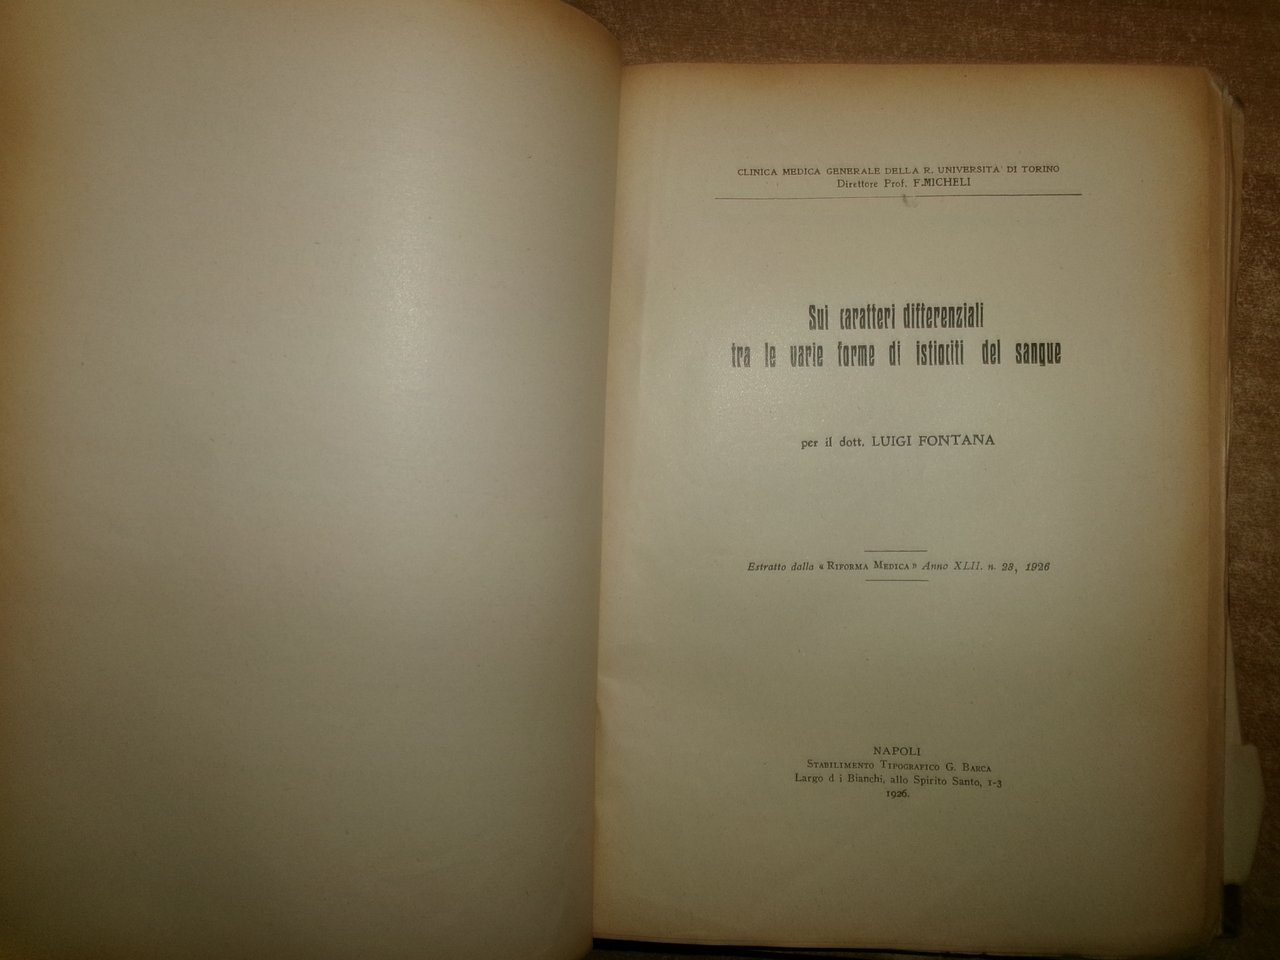 CLINICA MEDICA GENERALE DELLA R. UNIVERSITA' DI TORINO
Direttore Prof. F. MICHELI
Sui caratteri differenziali
tra le varie forme di istiociti del sangue
per il dott. LUIGI FONTANA
Estratto dalla « RIFORMA MEDICA » Anno XLII. n. 23, 1926
NAPOLI
STABILIMENTO TIPOGRAFICO G. BARCA
Largo d i Bianchi, allo Spirito Santo, 1-3
1926.